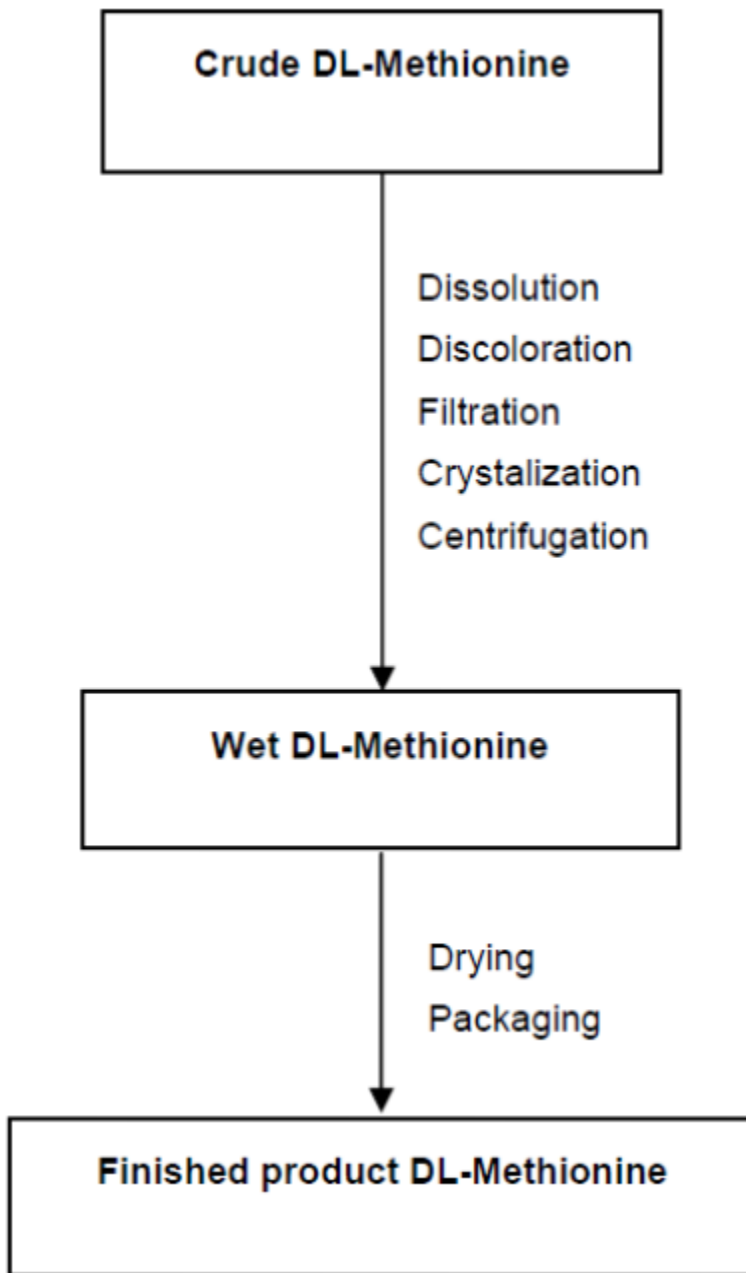 Crude DL-Methionine
Dissolution
Discoloration
Filtration
Crystalization
Centrifugation
Wet DL-Methionine
Drying
Packaging
Finished product DL-Methionine